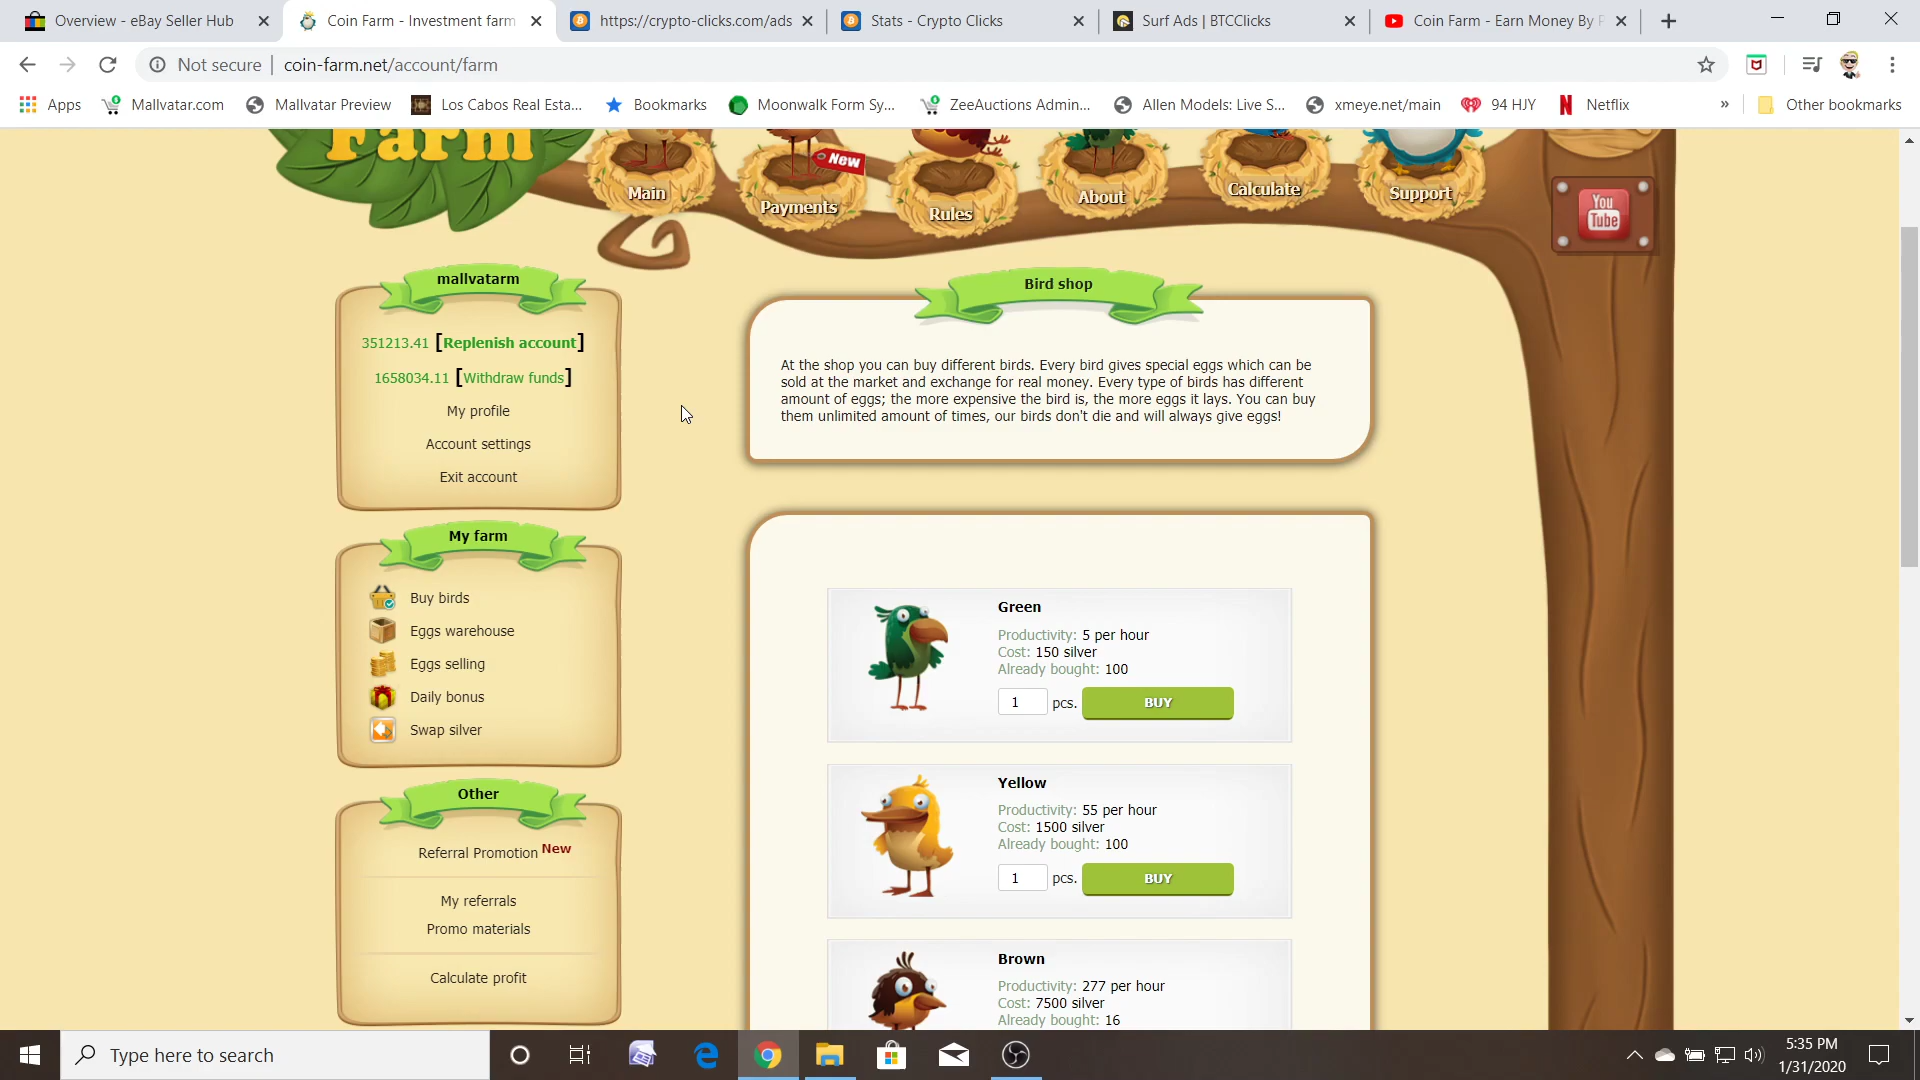 Overview - eBay Seller Hub
Coin Farm - Investment farm
https://crypto-clicks.com/ads
Stats - Crypto Clicks
Surf Ads | BTCClicks
Coin Farm - Earn Money By
Not secure | coin-farm.net/account/farm
Apps
Mallvatar.com
Mallvatar Preview
Los Cabos Real Esta...
Bookmarks
Moonwalk Form Sy...
ZeeAuctions Admin...
Allen Models: Live S...
xmeye.net/main
94 HJY
Netflix
»
Other bookmarks
Farm
Main
New
Payments
Rules
About
Calculate
Support
You
Tube
mallvatarm
351213.41 [Replenish account]
1658034.11 [Withdraw funds]
My profile
Account settings
Exit account
My farm
Buy birds
Eggs warehouse
Eggs selling
Daily bonus
Swap silver
Other
Referral Promotion New
My referrals
Promo materials
Calculate profit
Bird shop
At the shop you can buy different birds. Every bird gives special eggs which can be
sold at the market and exchange for real money. Every type of birds has different
amount of eggs; the more expensive the bird is, the more eggs it lays. You can buy
them unlimited amount of times, our birds don't die and will always give eggs!
Green
Productivity: 5 per hour
Cost: 150 silver
Already bought: 100
1 pcs. BUY
Yellow
Productivity: 55 per hour
Cost: 1500 silver
Already bought: 100
1 pcs. BUY
Brown
Productivity: 277 per hour
Cost: 7500 silver
Already bought: 16
Type here to search
5:35 PM
1/31/2020